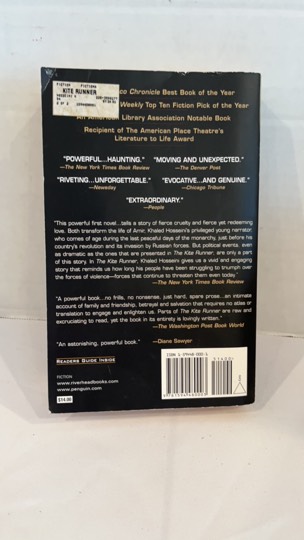 FICTION FICTION
KITE RUNNER
co Chronicle Best Book of the Year
Weekly Top Ten Fiction Pick of the Year
An American Library Association Notable Book
Recipient of The American Place Theatre's
Literature to Life Award
"POWERFUL...HAUNTING." "MOVING AND UNEXPECTED."
—The New York Times Book Review —The Denver Post
"RIVETING...UNFORGETTABLE." "EVOCATIVE...AND GENUINE."
—Newsday —Chicago Tribune
"EXTRAORDINARY."
—People
"This powerful first novel...tells a story of fierce cruelty and fierce yet redeeming
love. Both transform the life of Amir, Khaled Hosseini's privileged young narrator
who comes of age during the last peaceful days of the monarchy, just before his
country's revolution and its invasion by Russian forces. But political events, even
as dramatic as the ones that are presented in The Kite Runner, are only a part
of this story. In The Kite Runner, Khaled Hosseini gives us a vivid and engaging
story that reminds us how long his people have been struggling to triumph over
the forces of violence—forces that continue to threaten them even today."
—The New York Times Book Review
"A powerful book...no frills, no nonsense, just hard, spare prose...an intimate
account of family and friendship, betrayal and salvation that requires no atlas or
translation to engage and enlighten us. Parts of The Kite Runner are raw and
excruciating to read, yet the book in its entirety is lovingly written."
—The Washington Post Book World
"An astonishing, powerful book." —Diane Sawyer
READERS GUIDE INSIDE
FICTION
www.riverheadbooks.com
www.penguin.com
$14.00
ISBN 1-59448-000-1
51400
9 781594 480003